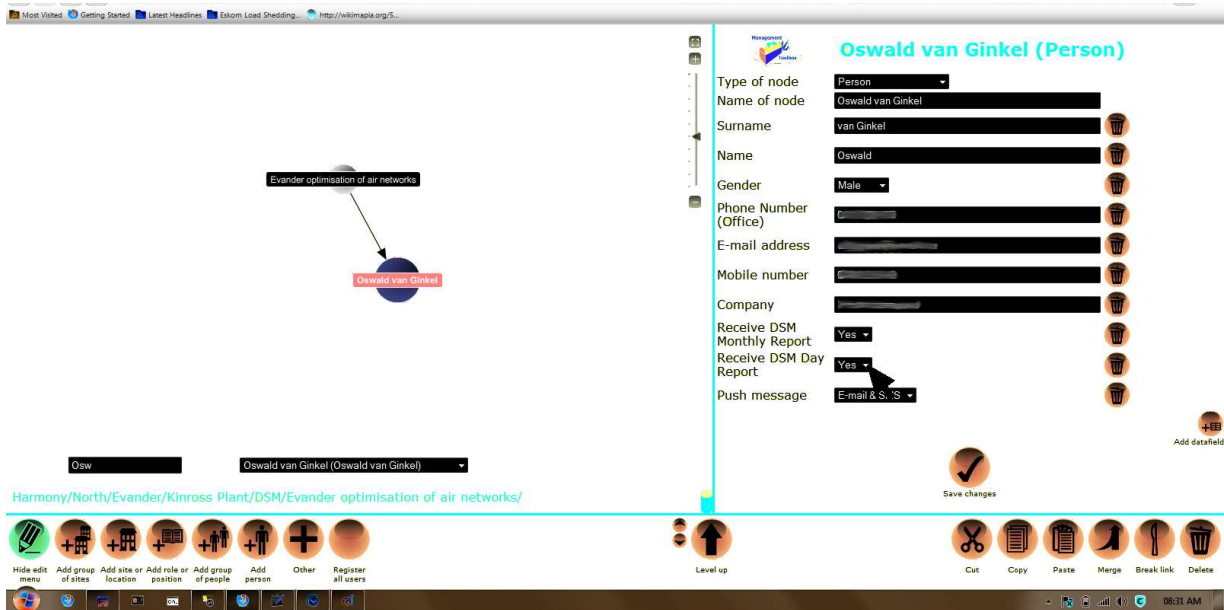 Most Visited Getting Started Latest Headlines Eskom Load Shedding... http://wikimapia.org/5...
Management
Toolbox
Oswald van Ginkel (Person)
Type of node Person
Name of node Oswald van Ginkel
Surname van Ginkel
Name Oswald
Gender Male
Phone Number
(Office)
E-mail address
Mobile number
Company
Receive DSM
Monthly Report Yes
Receive DSM Day
Report Yes
Push message E-mail &
Add datafield
Save changes
Evander optimisation of air networks
Oswald van Ginkel
Osw Oswald van Ginkel (Oswald van Ginkel)
Harmony/North/Evander/Kinross Plant/DSM/Evander optimisation of air networks/
Hide edit
menu
Add group
of sites
Add site or
location
Add role or
position
Add group
of people
Add
person
Other
Register
all users
Level up
Cut
Copy
Paste
Merge
Break link
Delete
08:31 AM